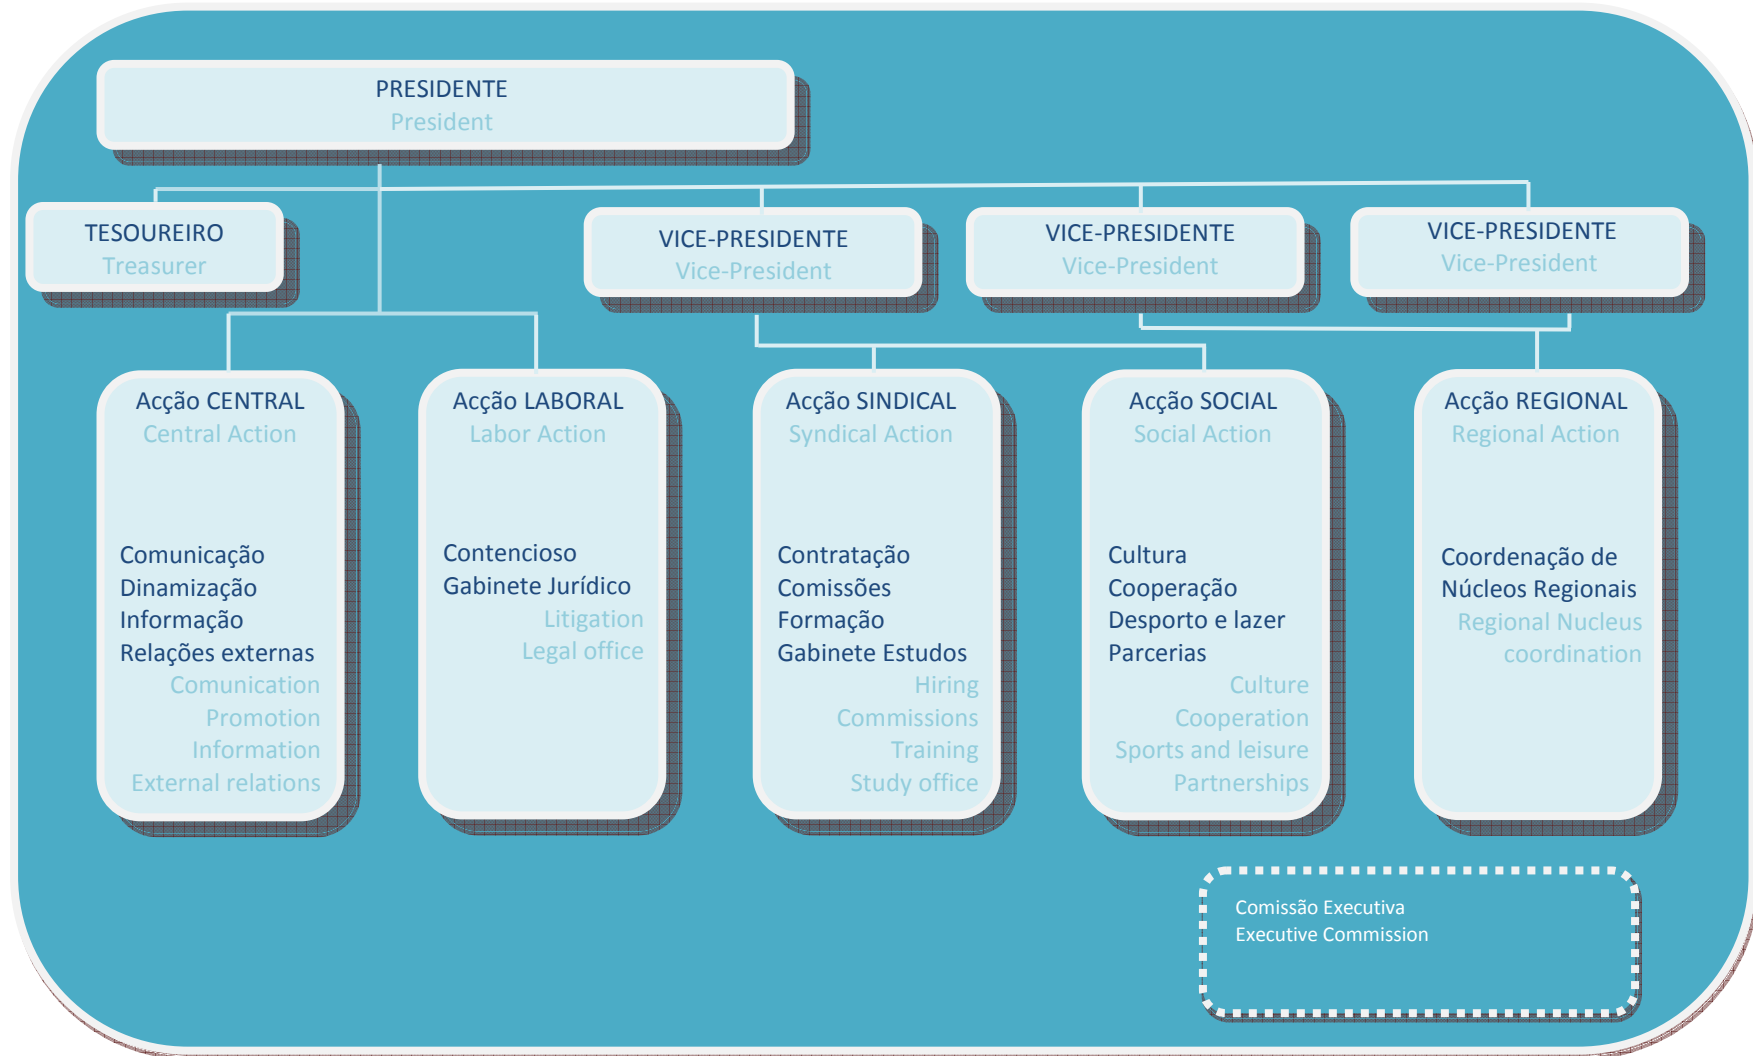 PRESIDENTE
President
TESOUREIRO
Treasurer
VICE-PRESIDENTE
Vice-President
VICE-PRESIDENTE
Vice-President
VICE-PRESIDENTE
Vice-President
Acção CENTRAL
Central Action
Comunicação
Dinamização
Informação
Relações externas
Comunication
Promotion
Information
External relations
Acção LABORAL
Labor Action
Contencioso
Gabinete Jurídico
Litigation
Legal office
Acção SINDICAL
Syndical Action
Contratação
Comissões
Formação
Gabinete Estudos
Hiring
Commissions
Training
Study office
Acção SOCIAL
Social Action
Cultura
Cooperação
Desporto e lazer
Parcerias
Culture
Cooperation
Sports and leisure
Partnerships
Acção REGIONAL
Regional Action
Coordenação de
Núcleos Regionais
Regional Nucleus
coordination
Comissão Executiva
Executive Commission